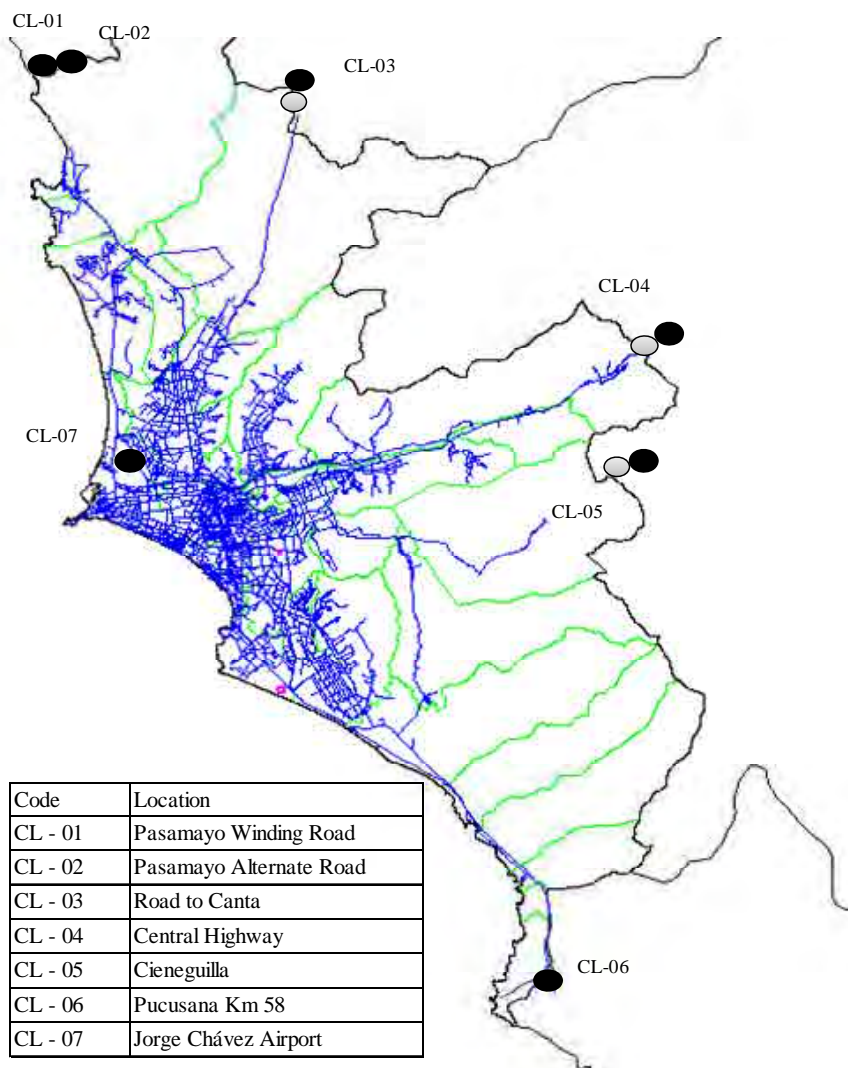 CL-01
CL-02
CL-03
CL-04
CL-07
CL-05
Code Location
CL - 01 Pasamayo Winding Road
CL - 02 Pasamayo Alternate Road
CL - 03 Road to Canta
CL - 04 Central Highway
CL - 05 Cieneguilla
CL - 06 Pucusana Km 58
CL - 07 Jorge Chávez Airport
CL-06